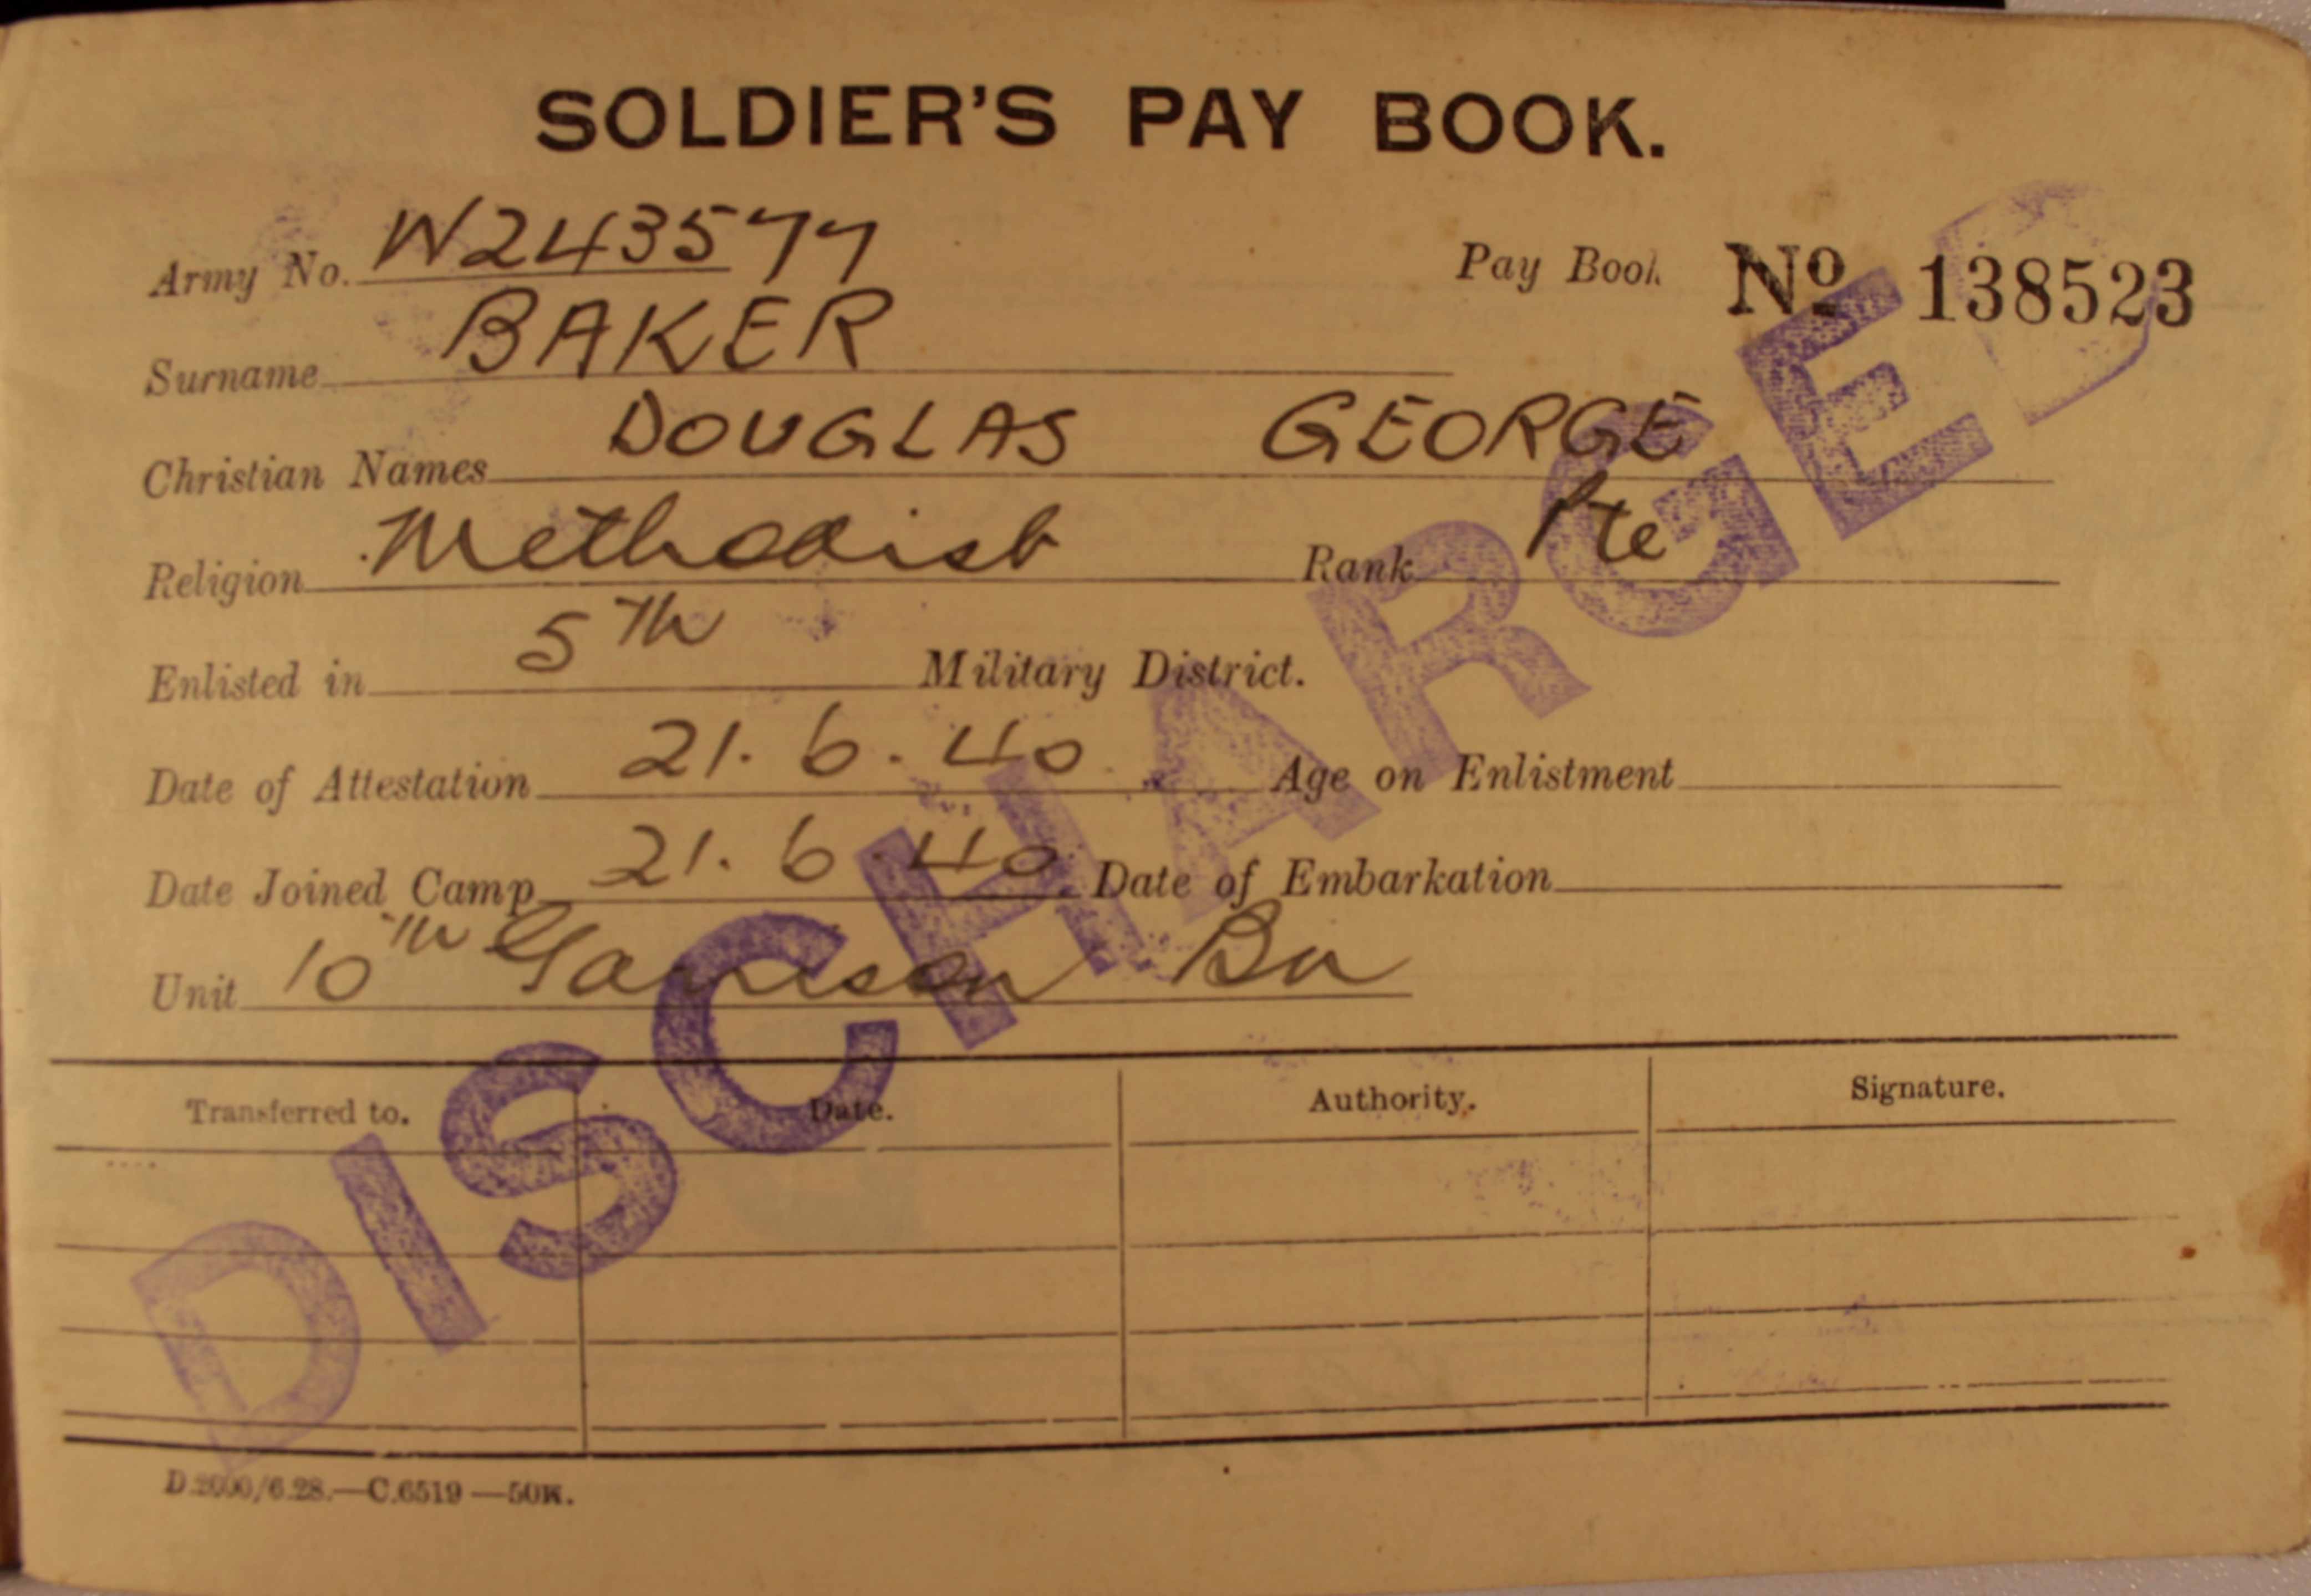 SOLDIER'S PAY BOOK.
Army No. W243577 Pay Book No 138523
Surname BAKER
Christian Names DOUGLAS GEORGE
Religion Methodist Rank Pte
Enlisted in 5TH Military District.
Date of Attestation 21.6.40 Age on Enlistment
Date Joined Camp 21.6.40 Date of Embarkation
Unit 10TH Garrison Bn
DISCHARGED
Transferred to. Date. Authority. Signature.
D.2000/6.28.—C.6519—50K.